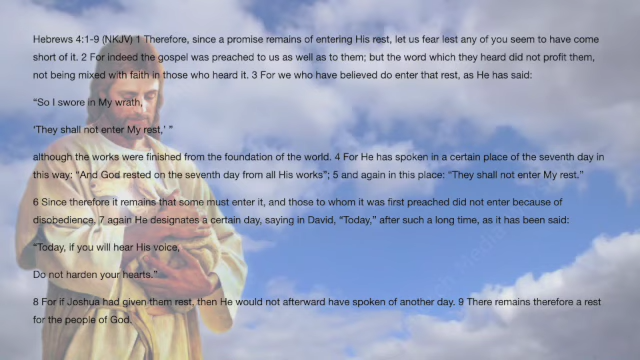 Hebrews 4:1-9 (NKJV) 1 Therefore, since a promise remains of entering His rest, let us fear lest any of you seem to have come
short of it. 2 For indeed the gospel was preached to us as well as to them; but the word which they heard did not profit them,
not being mixed with faith in those who heard it. 3 For we who have believed do enter that rest, as He has said:
“So I swore in My wrath,
‘They shall not enter My rest,’ ”
although the works were finished from the foundation of the world. 4 For He has spoken in a certain place of the seventh day in
this way: “And God rested on the seventh day from all His works”; 5 and again in this place: “They shall not enter My rest.”
6 Since therefore it remains that some must enter it, and those to whom it was first preached did not enter because of
disobedience, 7 again He designates a certain day, saying in David, “Today,” after such a long time, as it has been said:
“Today, if you will hear His voice,
Do not harden your hearts.”
8 For if Joshua had given them rest, then He would not afterward have spoken of another day. 9 There remains therefore a rest
for the people of God.